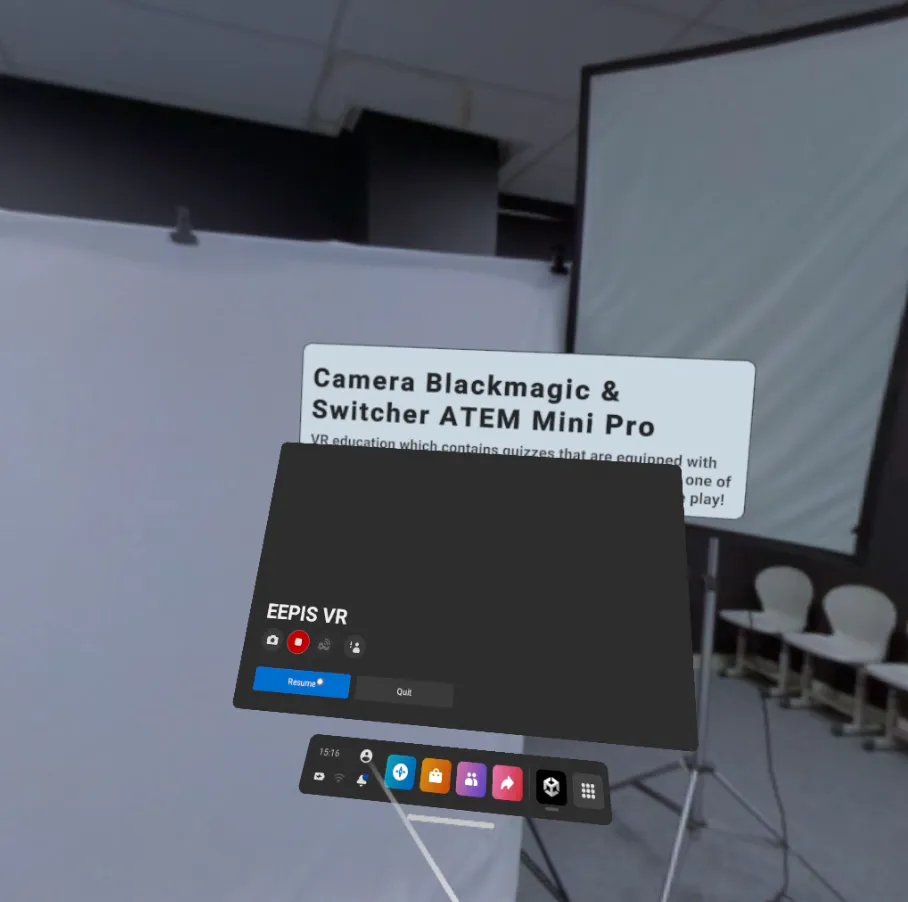 Camera Blackmagic &
Switcher ATEM Mini Pro
VR education which contains quizzes that are equipped with
one of
play!
EEPIS VR
Resume
Quit
15:16